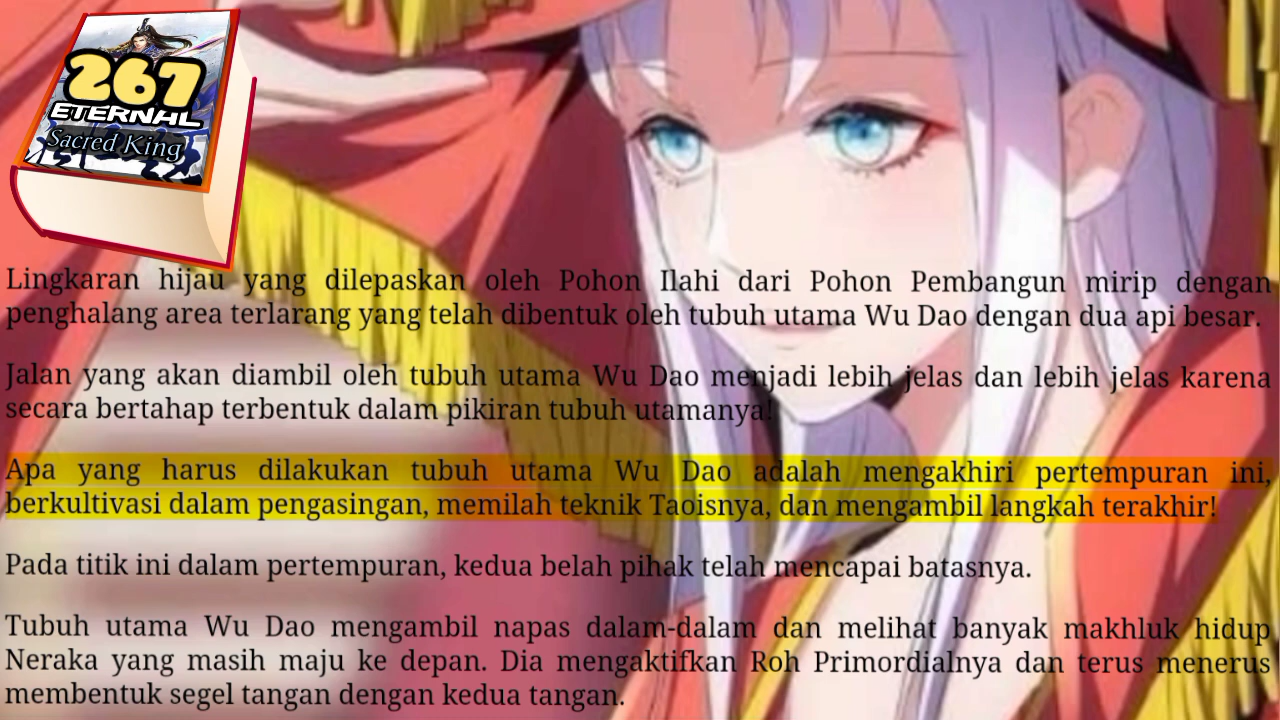 267
ETERNAL
Sacred King
Lingkaran hijau yang dilepaskan oleh Pohon Ilahi dari Pohon Pembangun mirip dengan
penghalang area terlarang yang telah dibentuk oleh tubuh utama Wu Dao dengan dua api besar.
Jalan yang akan diambil oleh tubuh utama Wu Dao menjadi lebih jelas dan lebih jelas karena
secara bertahap terbentuk dalam pikiran tubuh utamanya!
Apa yang harus dilakukan tubuh utama Wu Dao adalah mengakhiri pertempuran ini,
berkultivasi dalam pengasingan, memilah teknik Taoisnya, dan mengambil langkah terakhir!
Pada titik ini dalam pertempuran, kedua belah pihak telah mencapai batasnya.
Tubuh utama Wu Dao mengambil napas dalam-dalam dan melihat banyak makhluk hidup
Neraka yang masih maju ke depan. Dia mengaktifkan Roh Primordialnya dan terus menerus
membentuk segel tangan dengan kedua tangan.